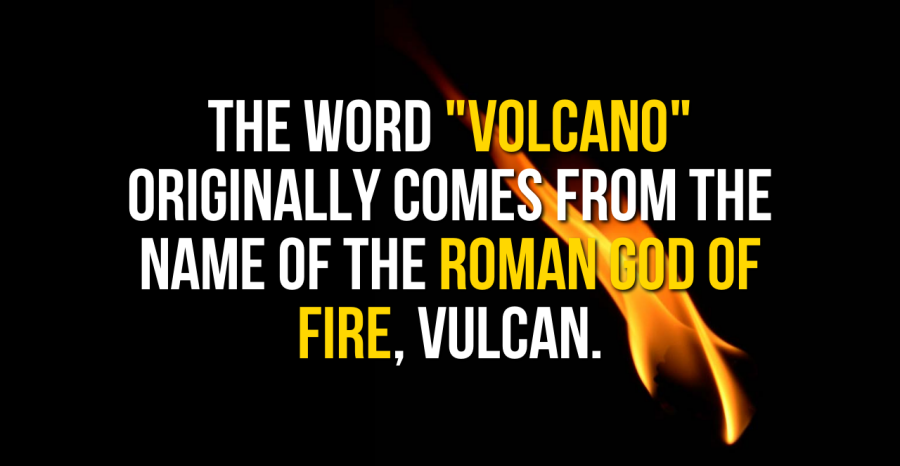 THE WORD "VOLCANO"
ORIGINALLY COMES FROM THE
NAME OF THE ROMAN GOD OF
FIRE, VULCAN.